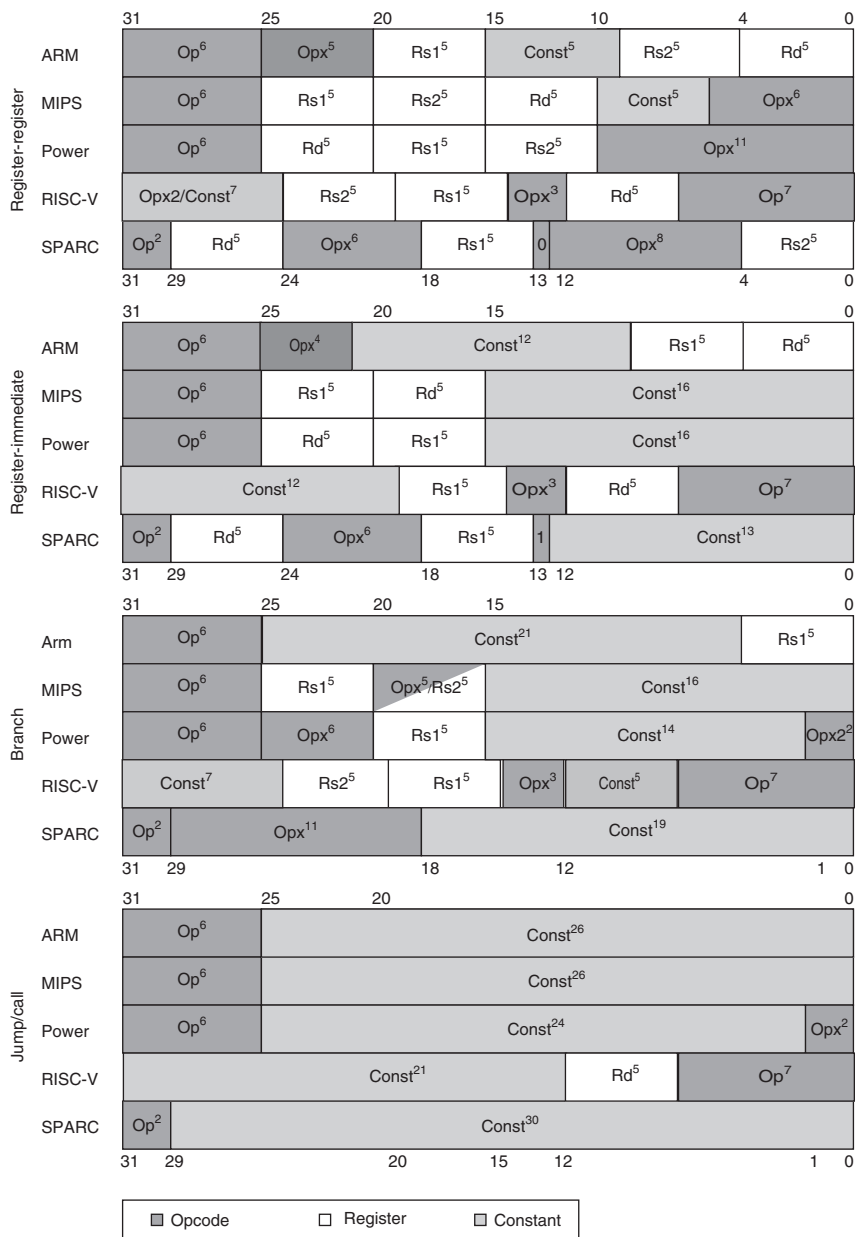 31 25 20 15 10 4 0
Register-register
ARM Op⁶ Opx⁵ Rs1⁵ Const⁵ Rs2⁵ Rd⁵
MIPS Op⁶ Rs1⁵ Rs2⁵ Rd⁵ Const⁵ Opx⁶
Power Op⁶ Rd⁵ Rs1⁵ Rs2⁵ Opx¹¹
RISC-V Opx2/Const⁷ Rs2⁵ Rs1⁵ Opx³ Rd⁵ Op⁷
SPARC Op² Rd⁵ Opx⁶ Rs1⁵ 0 Opx⁸ Rs2⁵
31 29 24 18 13 12 4 0
31 25 20 15 0
Register-immediate
ARM Op⁶ Opx⁴ Const¹² Rs1⁵ Rd⁵
MIPS Op⁶ Rs1⁵ Rd⁵ Const¹⁶
Power Op⁶ Rd⁵ Rs1⁵ Const¹⁶
RISC-V Const¹² Rs1⁵ Opx³ Rd⁵ Op⁷
SPARC Op² Rd⁵ Opx⁶ Rs1⁵ 1 Const¹³
31 29 24 18 13 12 0
31 25 20 15 0
Branch
Arm Op⁶ Const²¹ Rs1⁵
MIPS Op⁶ Rs1⁵ Opx⁵/Rs2⁵ Const¹⁶
Power Op⁶ Opx⁶ Rs1⁵ Const¹⁴ Opx2²
RISC-V Const⁷ Rs2⁵ Rs1⁵ Opx³ Const⁵ Op⁷
SPARC Op² Opx¹¹ Const¹⁹
31 29 18 12 1 0
31 25 20 0
Jump/call
ARM Op⁶ Const²⁶
MIPS Op⁶ Const²⁶
Power Op⁶ Const²⁴ Opx²
RISC-V Const²¹ Rd⁵ Op⁷
SPARC Op² Const³⁰
31 29 20 15 12 1 0
Opcode Register Constant